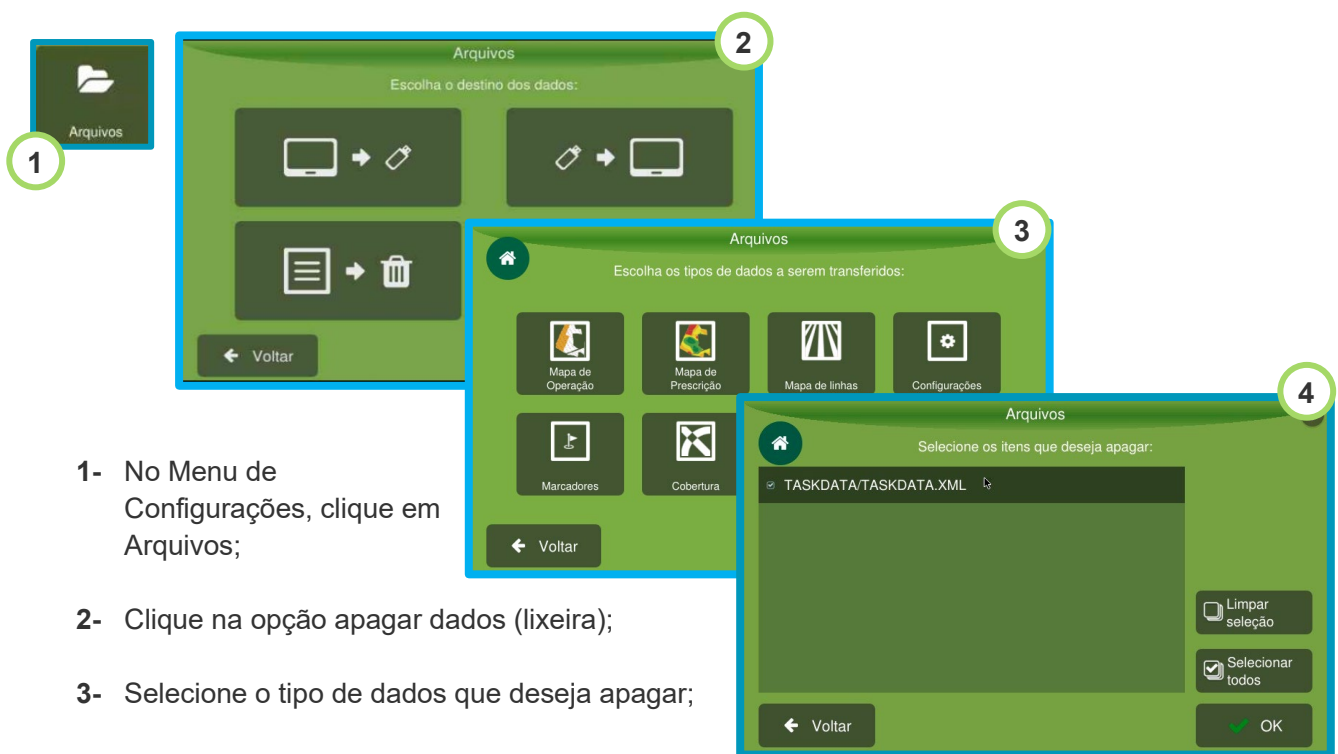 Arquivos
1
Arquivos
2
Escolha o destino dos dados:
Voltar
Arquivos
3
Escolha os tipos de dados a serem transferidos:
Mapa de
Operação
Mapa de
Prescrição
Mapa de linhas
Configurações
Marcadores
Cobertura
Voltar
Arquivos
4
Selecione os itens que deseja apagar:
TASKDATA/TASKDATA.XML
Limpar
seleção
Selecionar
todos
Voltar
OK
1- No Menu de
Configurações, clique em
Arquivos;
2- Clique na opção apagar dados (lixeira);
3- Selecione o tipo de dados que deseja apagar;